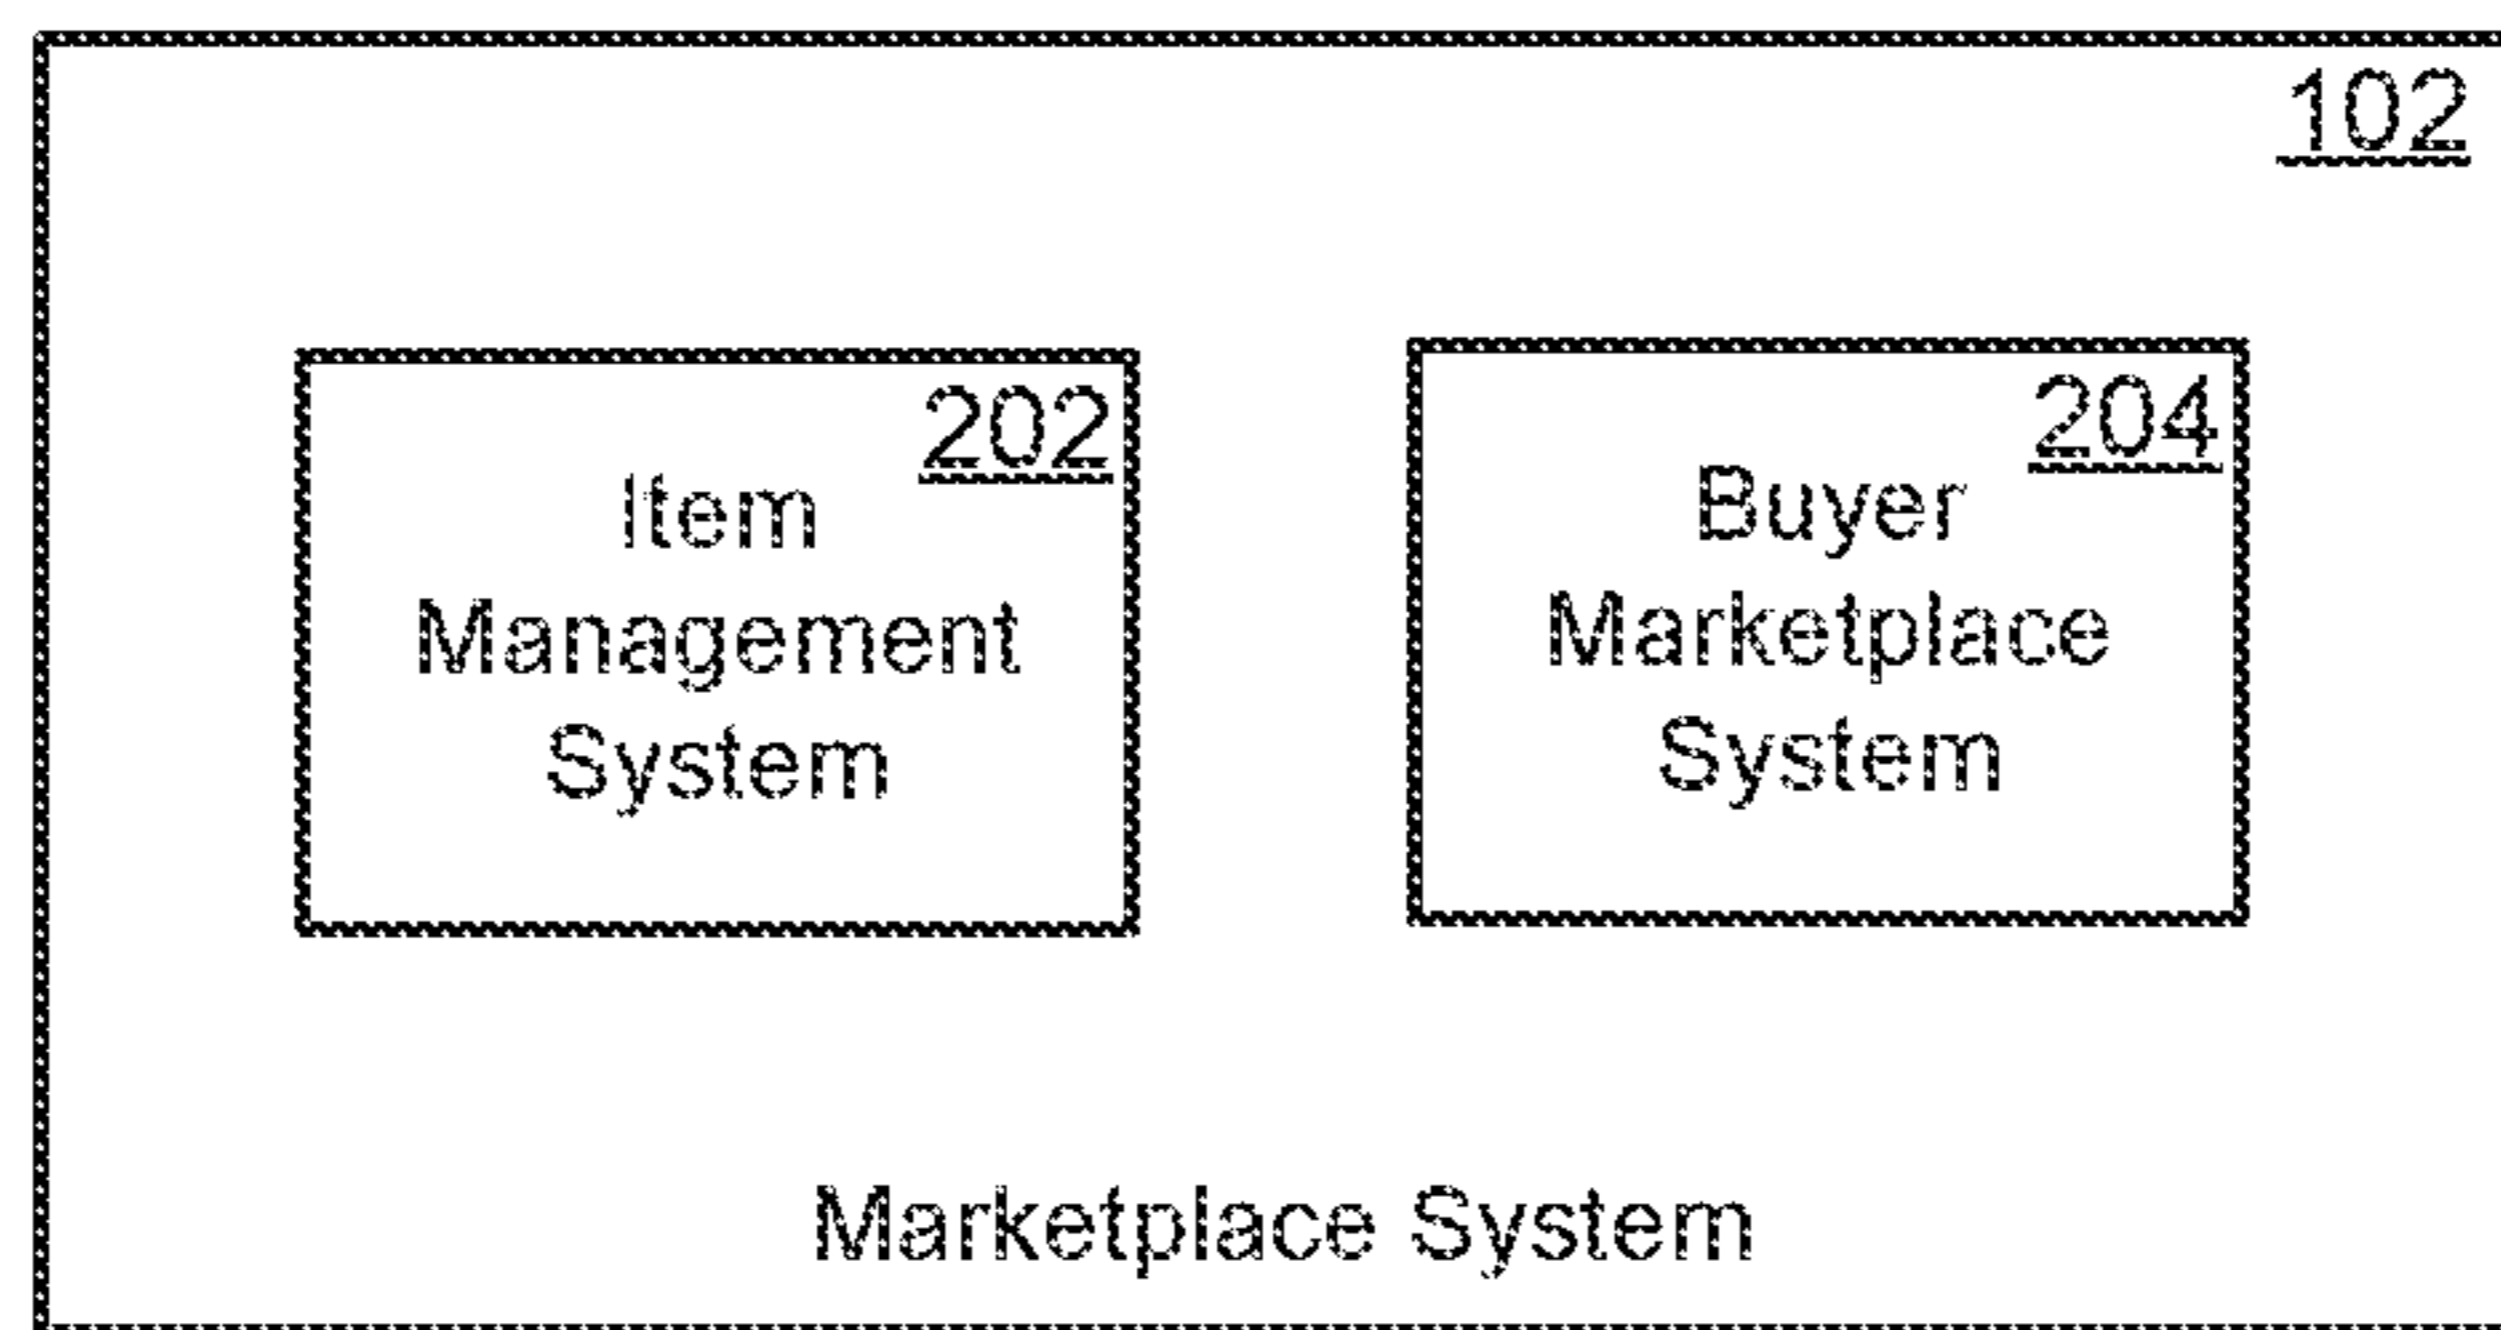 102
202
Item
Management
System
204
Buyer
Marketplace
System
Marketplace System